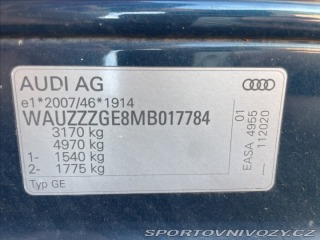 AUDI AG
e1*2007/46*1914
WAUZZZGE8MB017784
3170 kg
4970 kg
1- 1540 kg
2- 1775 kg
Typ GE
EASA 4955 01
112020
SPORTOVNIVOZY.CZ